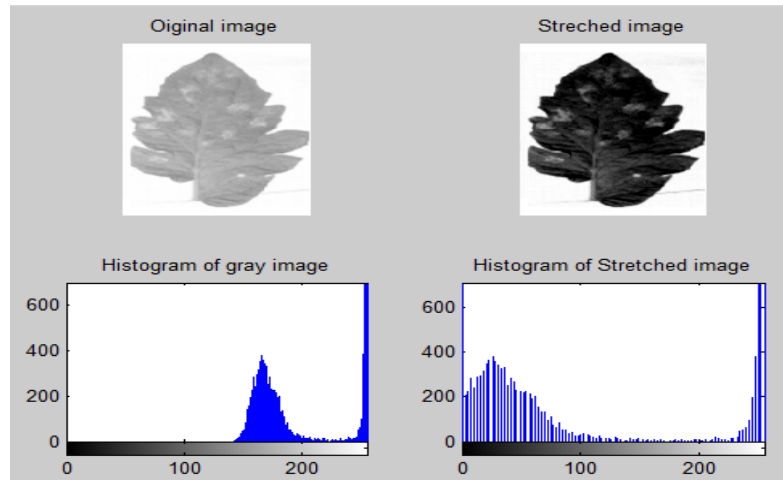 Oiginal image
Streched image
Histogram of gray image
Histogram of Stretched image
600
400
200
0
0 100 200
600
400
200
0
0 100 200